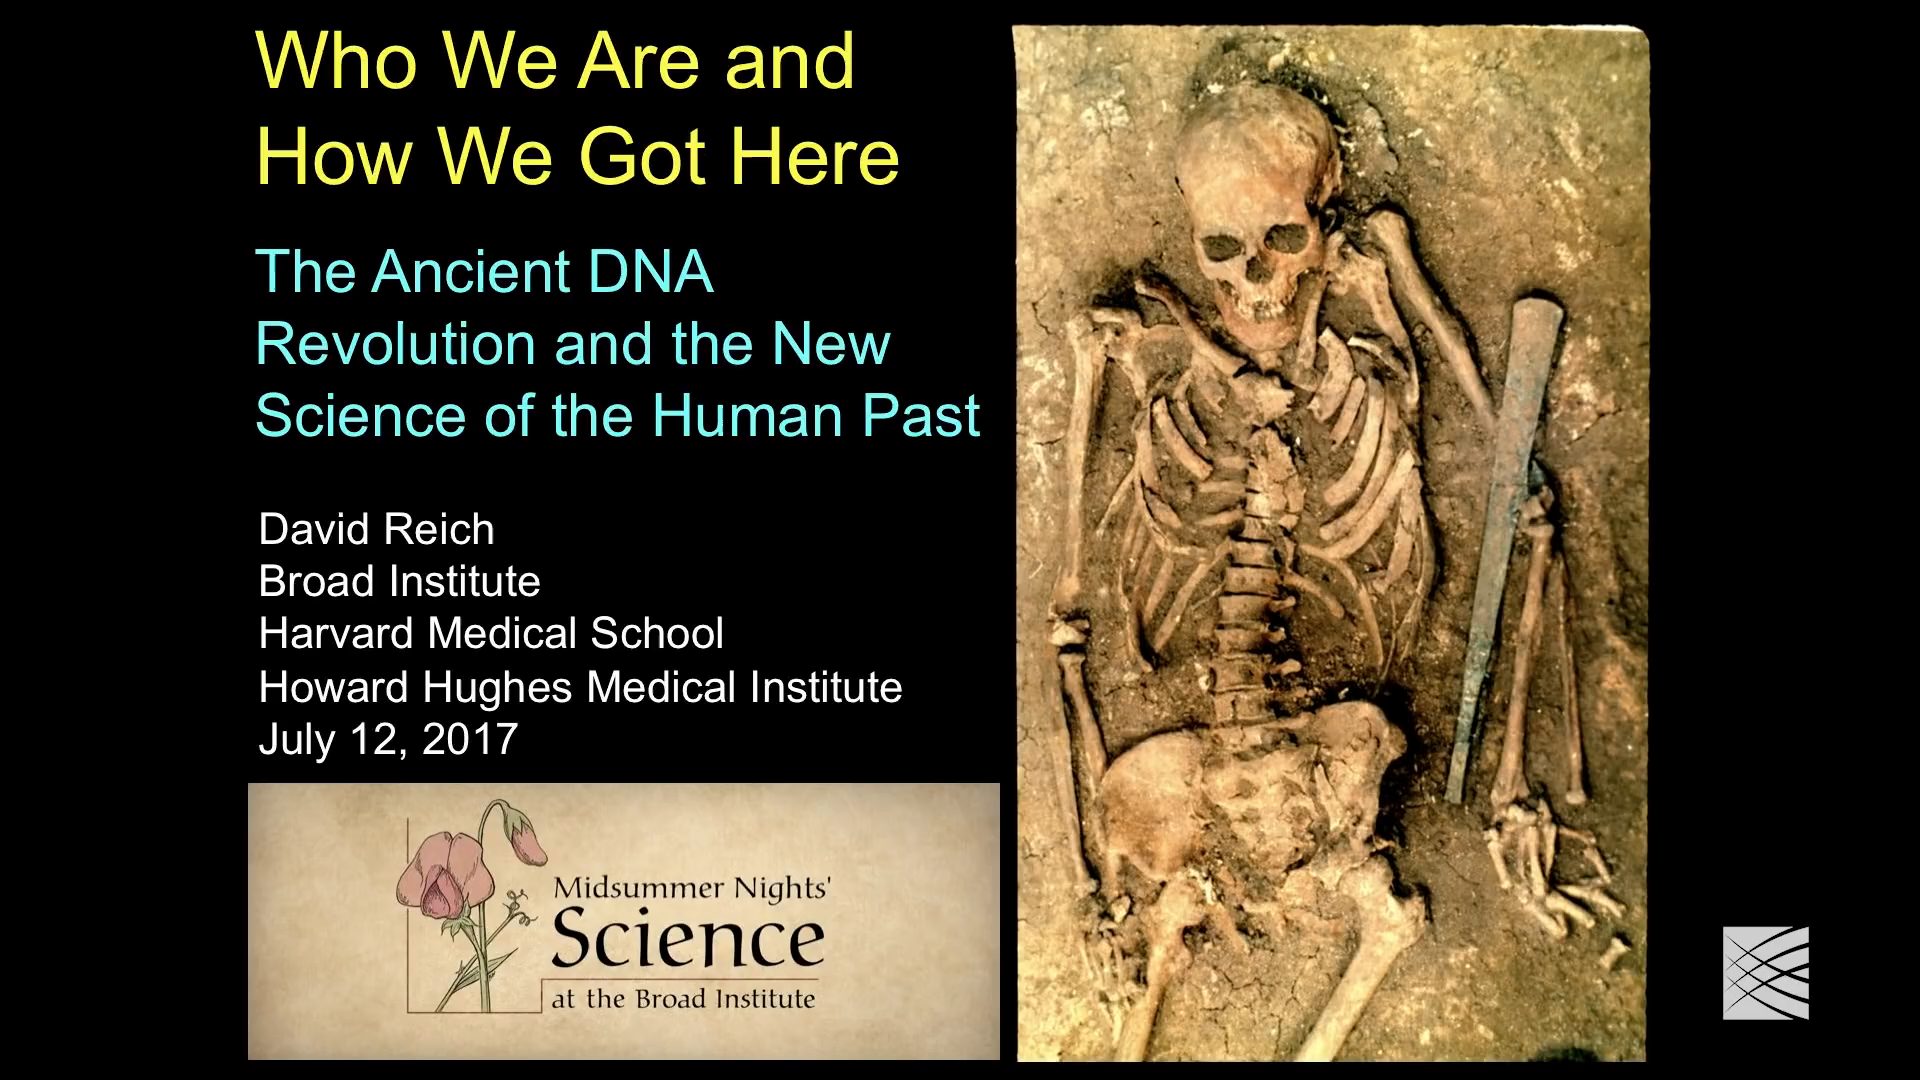 Who We Are and
How We Got Here
The Ancient DNA
Revolution and the New
Science of the Human Past
David Reich
Broad Institute
Harvard Medical School
Howard Hughes Medical Institute
July 12, 2017
Midsummer Nights'
Science
at the Broad Institute